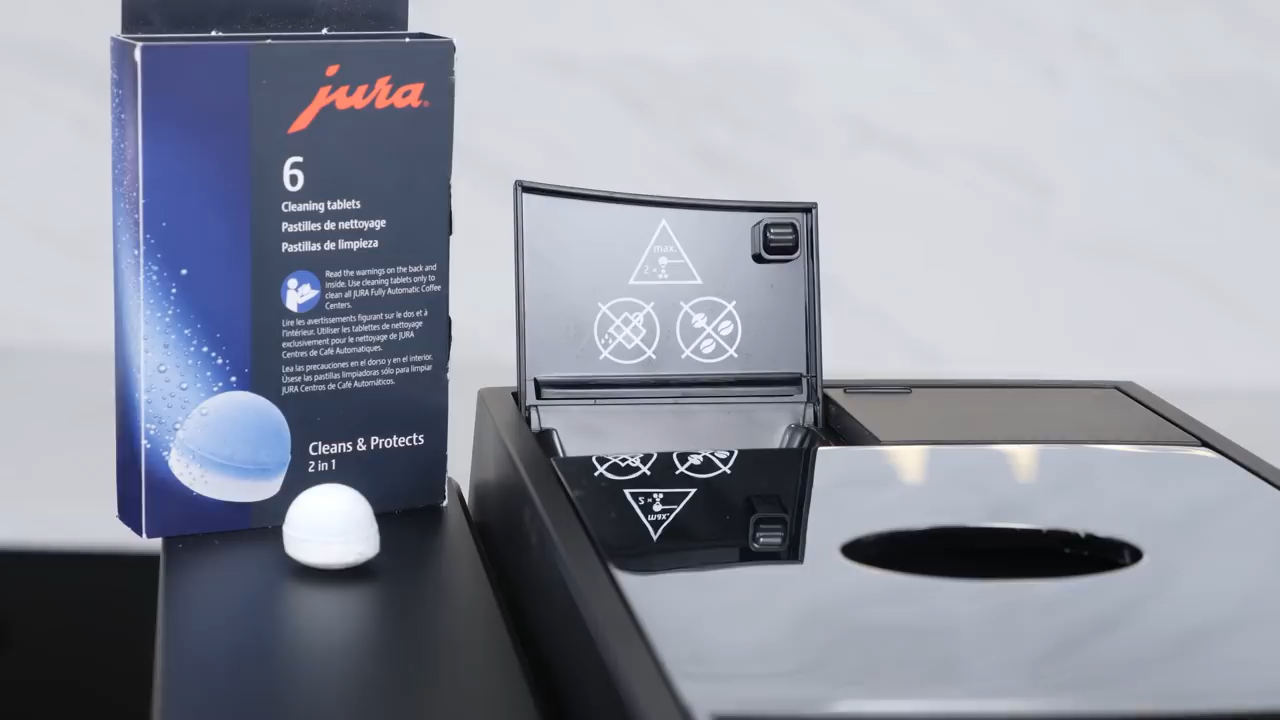 jura
6
Cleaning tablets
Pastilles de nettoyage
Pastillas de limpieza
Read the warnings on the back and
inside. Use cleaning tablets only to
clean all JURA Fully Automatic Coffee
Centers.
Lire les avertissements figurant sur le dos et à
l'intérieur. Utiliser les tablettes de nettoyage
exclusivement pour le nettoyage de JURA
Centres de Café Automatiques.
Lea las precauciones en el dorso y en el interior.
Úsese las pastillas limpiadoras sólo para limpiar
JURA Centros de Café Automáticos.
Cleans & Protects
2 in 1
max.
2 x